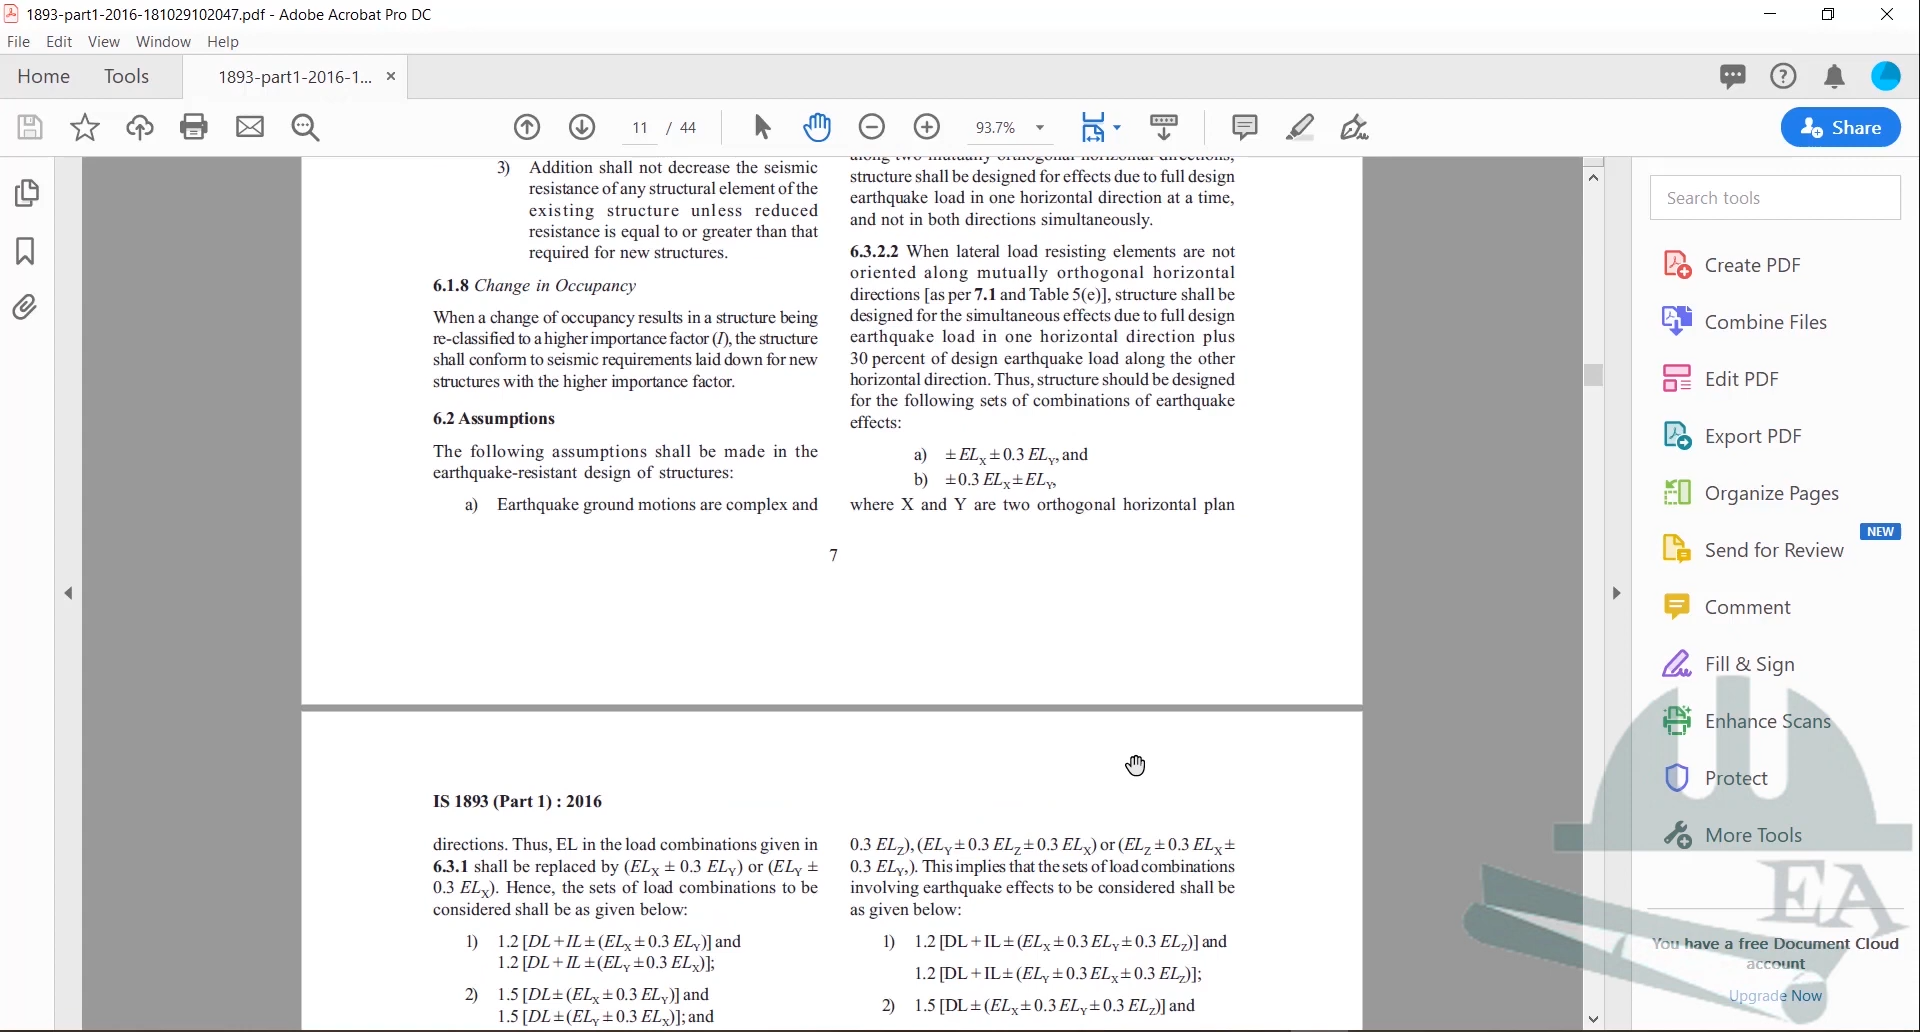 1893-part1-2016-181029102047.pdf - Adobe Acrobat Pro DC
File Edit View Window Help
Home Tools 1893-part1-2016-1... ×
11 / 44 93.7% Share
3) Addition shall not decrease the seismic
resistance of any structural element of the
existing structure unless reduced
resistance is equal to or greater than that
required for new structures.
6.1.8 Change in Occupancy
When a change of occupancy results in a structure being
re-classified to a higher importance factor (I), the structure
shall conform to seismic requirements laid down for new
structures with the higher importance factor.
6.2 Assumptions
The following assumptions shall be made in the
earthquake-resistant design of structures:
a) Earthquake ground motions are complex and
along two mutually orthogonal horizontal directions,
structure shall be designed for effects due to full design
earthquake load in one horizontal direction at a time,
and not in both directions simultaneously.
6.3.2.2 When lateral load resisting elements are not
oriented along mutually orthogonal horizontal
directions [as per 7.1 and Table 5(e)], structure shall be
designed for the simultaneous effects due to full design
earthquake load in one horizontal direction plus
30 percent of design earthquake load along the other
horizontal direction. Thus, structure should be designed
for the following sets of combinations of earthquake
effects:
a) ± ELX ± 0.3 ELY, and
b) ± 0.3 ELX ± ELY,
where X and Y are two orthogonal horizontal plan
7
IS 1893 (Part 1) : 2016
directions. Thus, EL in the load combinations given in
6.3.1 shall be replaced by (ELX ± 0.3 ELY) or (ELY ±
0.3 ELX). Hence, the sets of load combinations to be
considered shall be as given below:
1) 1.2 [DL + IL ± (ELX ± 0.3 ELY)] and
1.2 [DL + IL ± (ELY ± 0.3 ELX)];
2) 1.5 [DL ± (ELX ± 0.3 ELY)] and
1.5 [DL ± (ELY ± 0.3 ELX)]; and
0.3 ELZ), (ELY ± 0.3 ELZ ± 0.3 ELX) or (ELZ ± 0.3 ELX ±
0.3 ELY,). This implies that the sets of load combinations
involving earthquake effects to be considered shall be
as given below:
1) 1.2 [DL + IL ± (ELX ± 0.3 ELY ± 0.3 ELZ)] and
1.2 [DL + IL ± (ELY ± 0.3 ELX ± 0.3 ELZ)];
2) 1.5 [DL ± (ELX ± 0.3 ELY ± 0.3 ELZ)] and
Search tools
Create PDF
Combine Files
Edit PDF
Export PDF
Organize Pages
NEW
Send for Review
Comment
Fill & Sign
Enhance Scans
Protect
More Tools
EA
You have a free Document Cloud
account
Upgrade Now